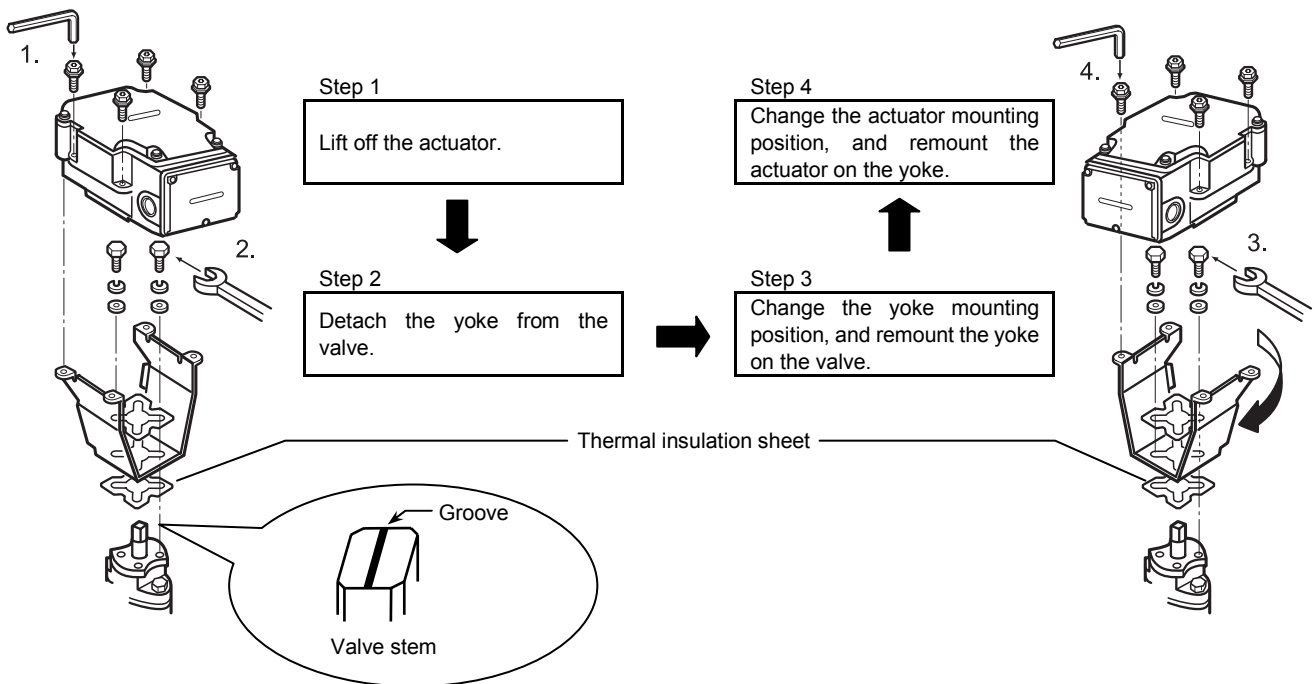 1.
Step 1
Lift off the actuator.
2.
Step 2
Detach the yoke from the
valve.
Step 3
Change the yoke mounting
position, and remount the yoke
on the valve.
3.
Step 4
Change the actuator mounting
position, and remount the
actuator on the yoke.
4.
Thermal insulation sheet
Groove
Valve stem